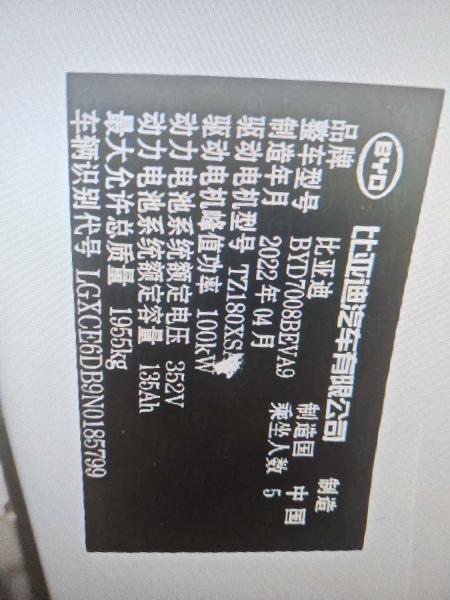 BYD 比亚迪汽车有限公司 制造
品牌 比亚迪 制造国 中国
整车型号 BYD7008BEVA9 乘坐人数 5
制造年月 2022年04月
驱动电机型号 TZ180XS
驱动电机峰值功率 100kW
动力电池系统额定电压 352V
动力电池系统额定容量 135Ah
最大允许总质量 1955kg
车辆识别代号 LGXCE6DB9N0185799